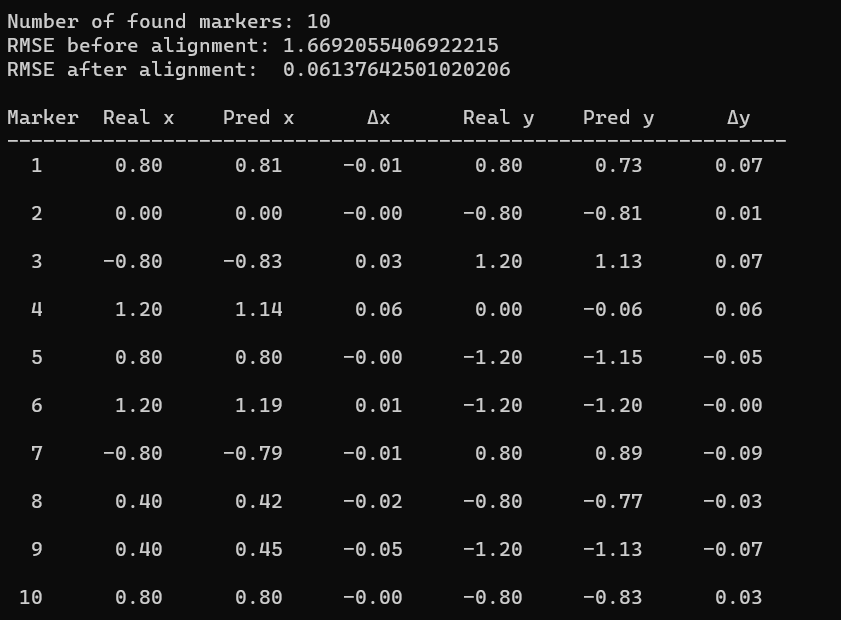 Number of found markers: 10
RMSE before alignment: 1.6692055406922215
RMSE after alignment:  0.06137642501020206
Marker  Real x    Pred x      Δx      Real y    Pred y      Δy
-----------------------------------------------------------------
  1      0.80      0.81     -0.01      0.80      0.73      0.07
  2      0.00      0.00     -0.00     -0.80     -0.81      0.01
  3     -0.80     -0.83      0.03      1.20      1.13      0.07
  4      1.20      1.14      0.06      0.00     -0.06      0.06
  5      0.80      0.80     -0.00     -1.20     -1.15     -0.05
  6      1.20      1.19      0.01     -1.20     -1.20     -0.00
  7     -0.80     -0.79     -0.01      0.80      0.89     -0.09
  8      0.40      0.42     -0.02     -0.80     -0.77     -0.03
  9      0.40      0.45     -0.05     -1.20     -1.13     -0.07
 10      0.80      0.80     -0.00     -0.80     -0.83      0.03